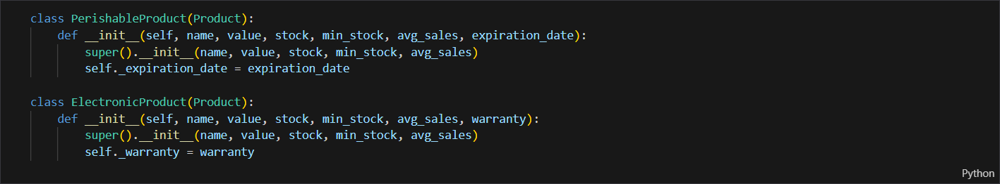 class PerishableProduct(Product):
    def __init__(self, name, value, stock, min_stock, avg_sales, expiration_date):
        super().__init__(name, value, stock, min_stock, avg_sales)
        self._expiration_date = expiration_date

class ElectronicProduct(Product):
    def __init__(self, name, value, stock, min_stock, avg_sales, warranty):
        super().__init__(name, value, stock, min_stock, avg_sales)
        self._warranty = warranty
Python